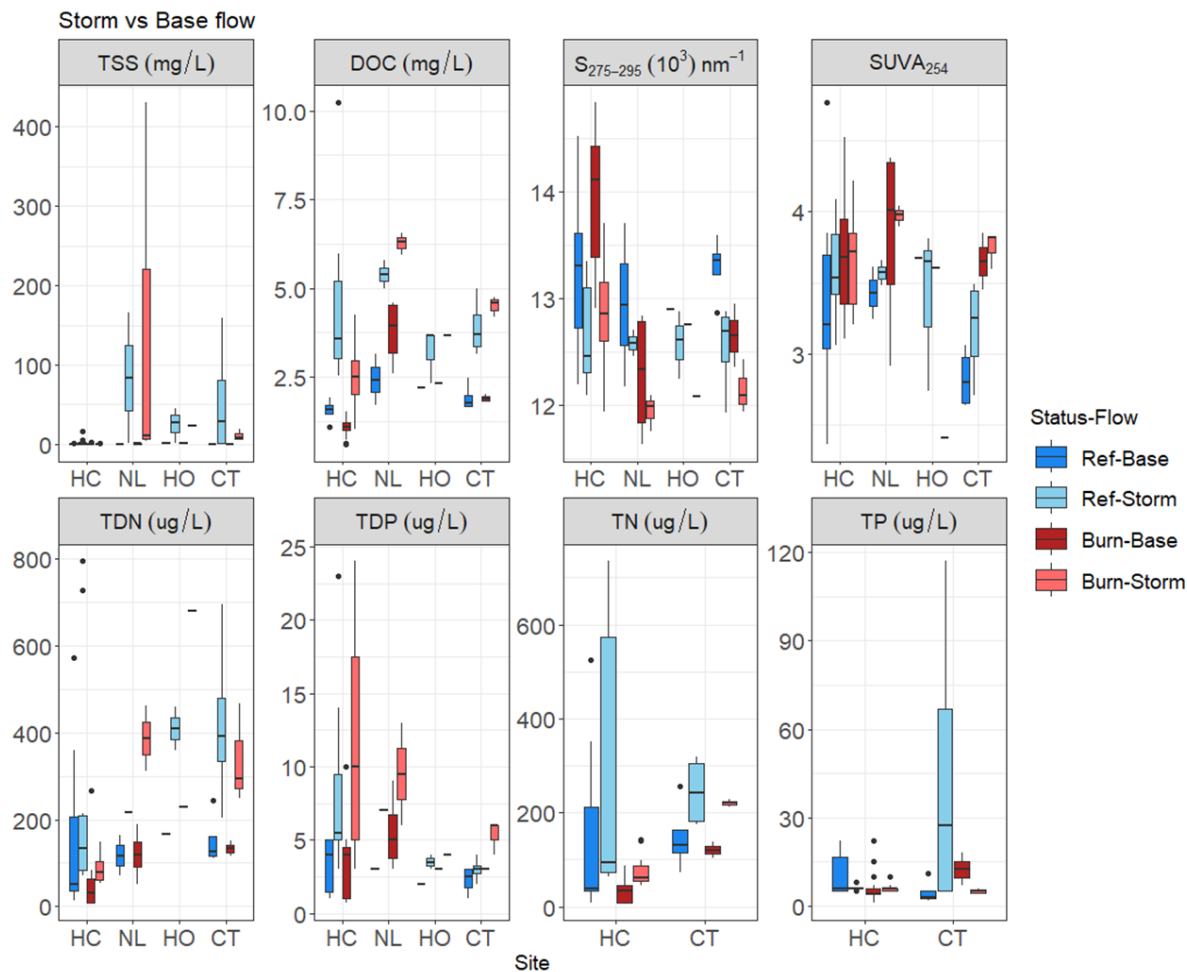 Storm vs Base flow
TSS (mg/L)
DOC (mg/L)
S275–295 (10³) nm⁻¹
SUVA254
400
300
200
100
0
10.0
7.5
5.0
2.5
14
13
12
4
3
HC NL HO CT
HC NL HO CT
HC NL HO CT
HC NL HO CT
TDN (ug/L)
TDP (ug/L)
TN (ug/L)
TP (ug/L)
800
600
400
200
0
25
20
15
10
5
0
600
400
200
0
120
90
60
30
0
HC NL HO CT
HC NL HO CT
HC CT
HC CT
Site
Status-Flow
Ref-Base
Ref-Storm
Burn-Base
Burn-Storm